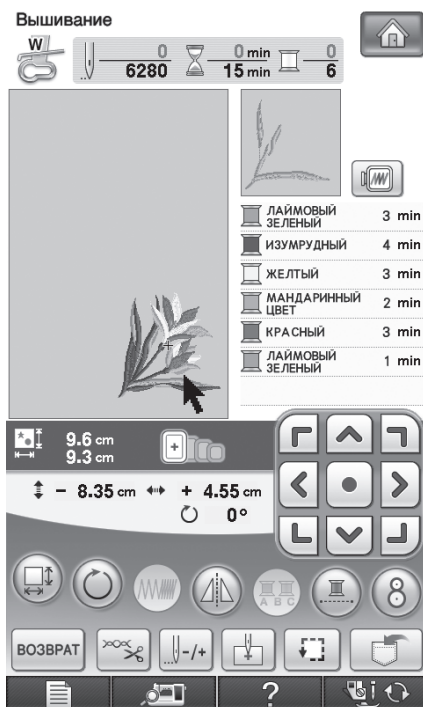 Вышивание
W
0 0 min 0
6280 15 min 6
ЛАЙМОВЫЙ ЗЕЛЕНЫЙ 3 min
ИЗУМРУДНЫЙ 4 min
ЖЕЛТЫЙ 3 min
МАНДАРИННЫЙ ЦВЕТ 2 min
КРАСНЫЙ 3 min
ЛАЙМОВЫЙ ЗЕЛЕНЫЙ 1 min
9.6 cm
9.3 cm
- 8.35 cm + 4.55 cm
0°
A B C
8
ВОЗВРАТ -/+
? i